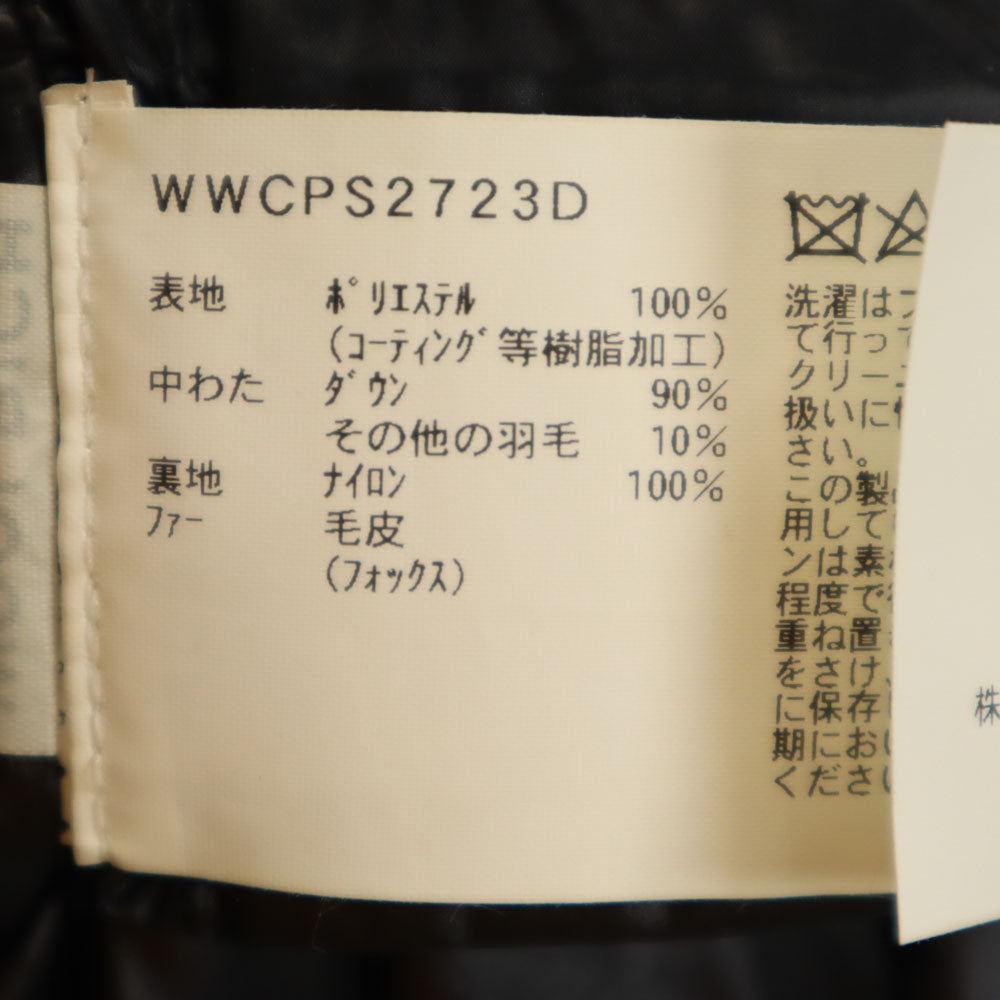 WWCPS2723D
表地 ポリエステル 100%
(コーティング等樹脂加工)
中わた ダウン 90%
その他の羽毛 10%
裏地 ナイロン 100%
ファー 毛皮
(フォックス)
洗濯は
て行って
クリー
扱いに
さい。
この製
用して
ンは素
程度で
重ね置
をさけ、
に保存
期にお
くださ
株